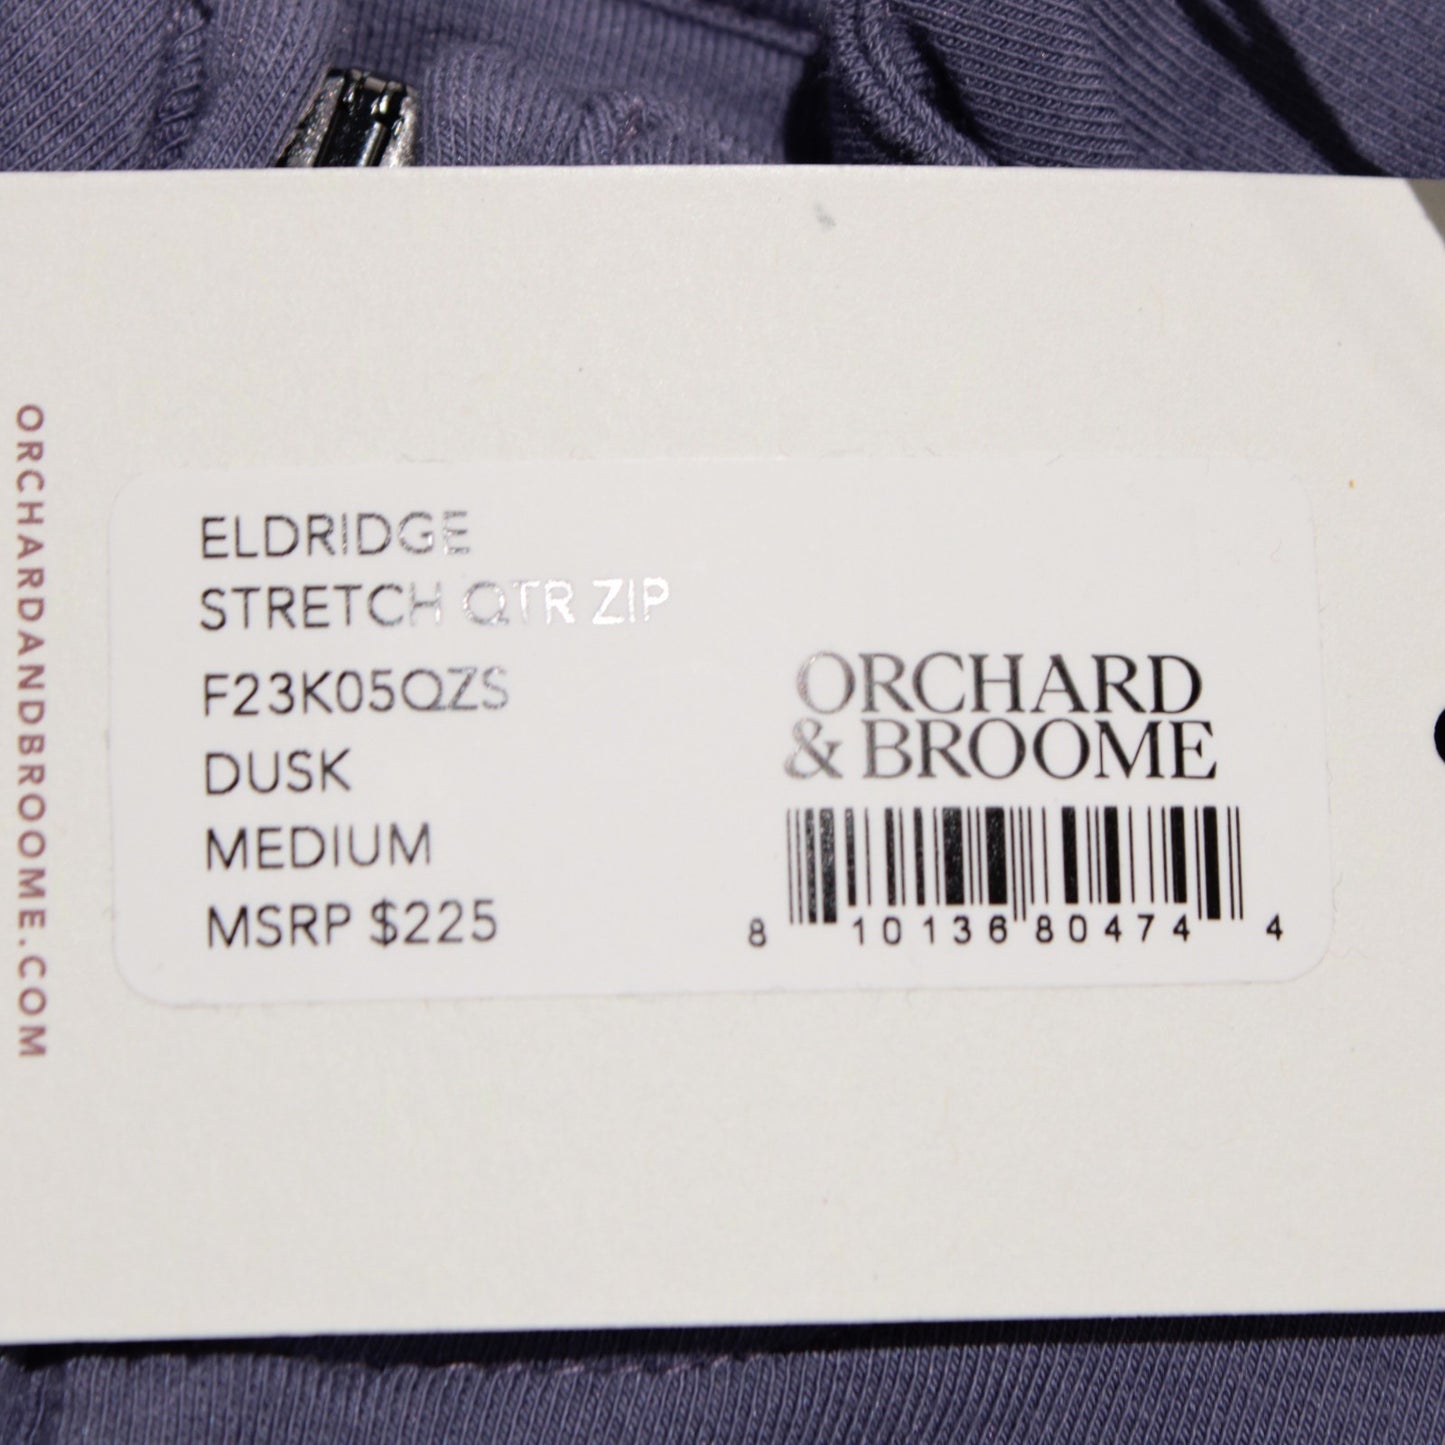 ORCHARDANDBROOME.COM
ELDRIDGE
STRETCH QTR ZIP
F23K05QZS
DUSK
MEDIUM
MSRP $225
ORCHARD
& BROOME
8 10136 80474 4